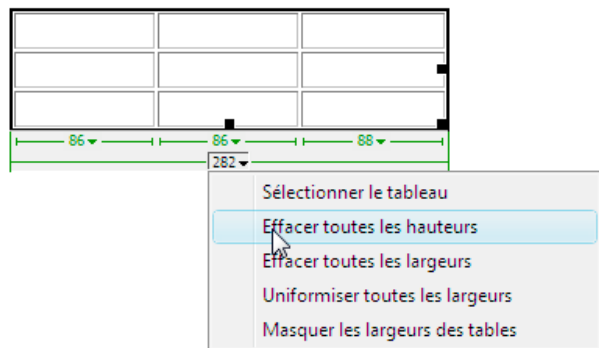 86 86 88
282
Sélectionner le tableau
Effacer toutes les hauteurs
Effacer toutes les largeurs
Uniformiser toutes les largeurs
Masquer les largeurs des tables